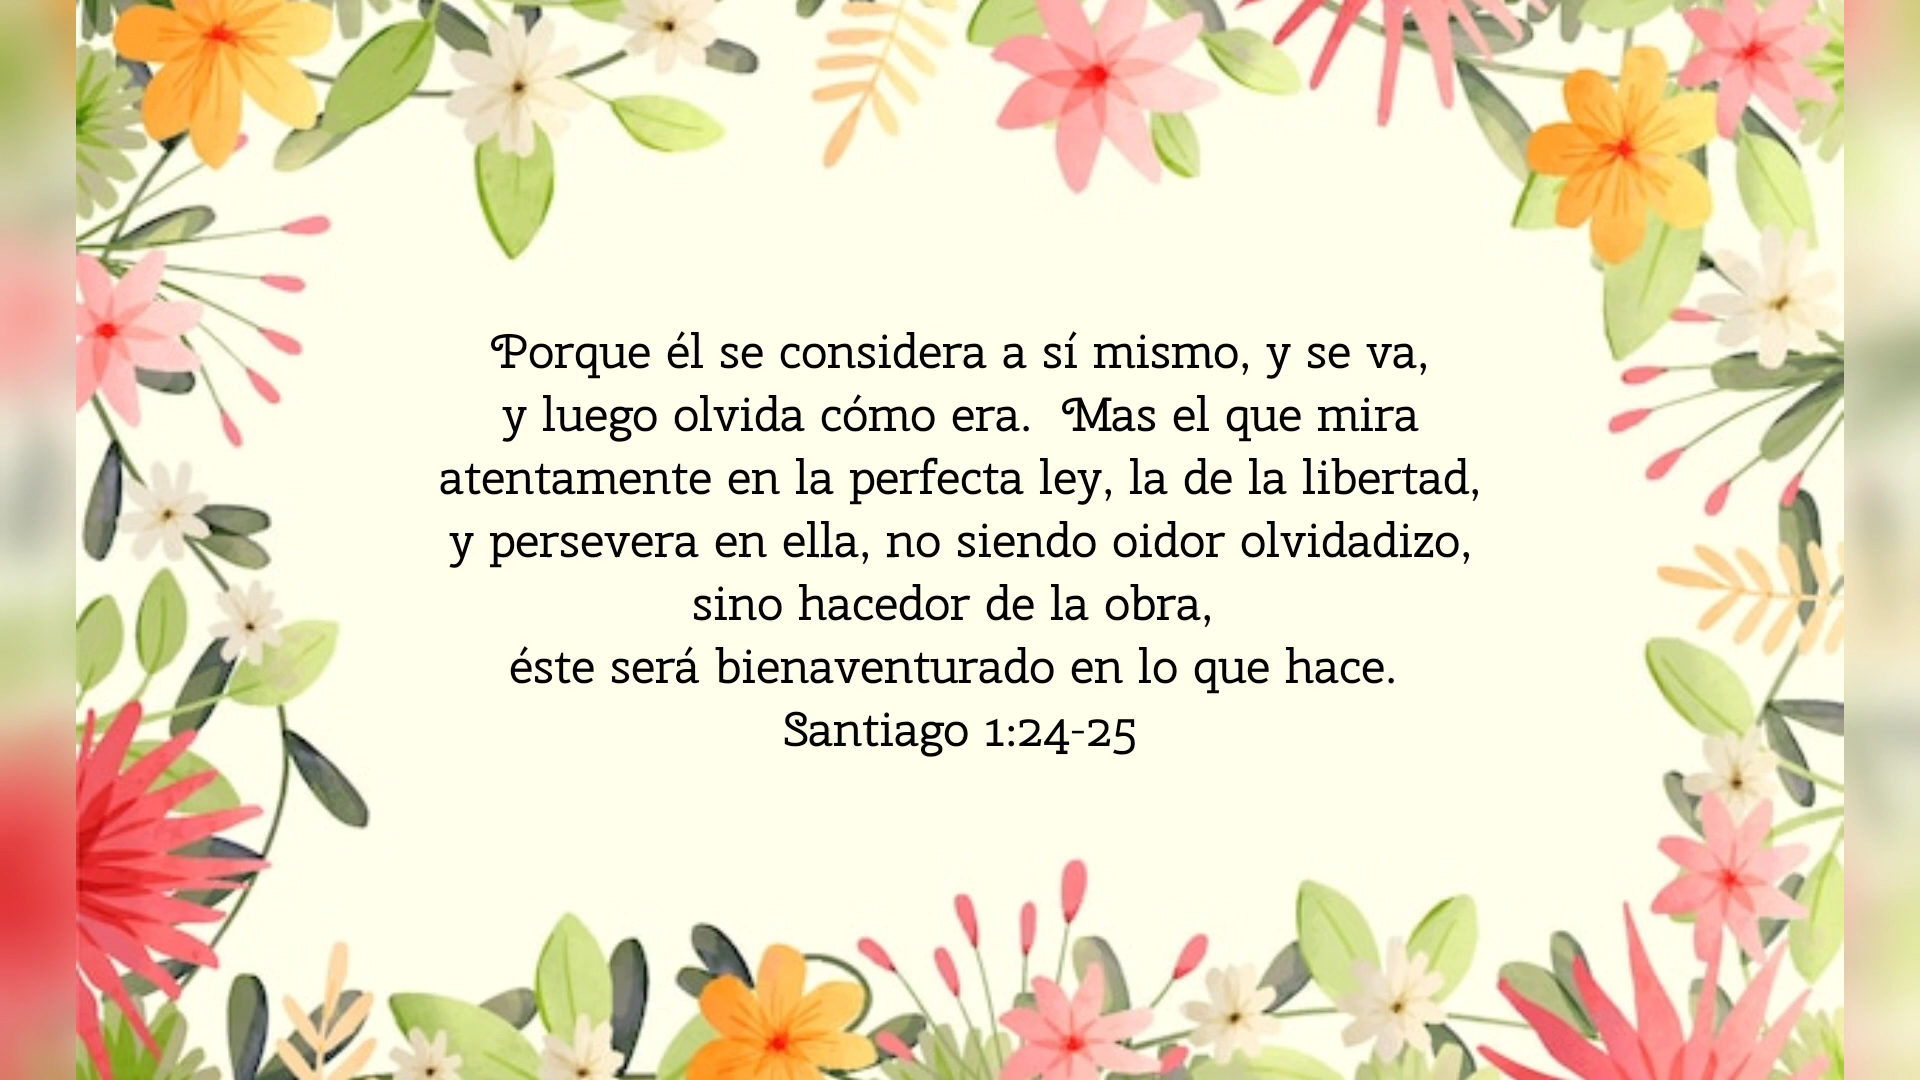 Porque él se considera a sí mismo, y se va,
y luego olvida cómo era.  Mas el que mira
atentamente en la perfecta ley, la de la libertad,
y persevera en ella, no siendo oidor olvidadizo,
sino hacedor de la obra,
éste será bienaventurado en lo que hace.
Santiago 1:24-25